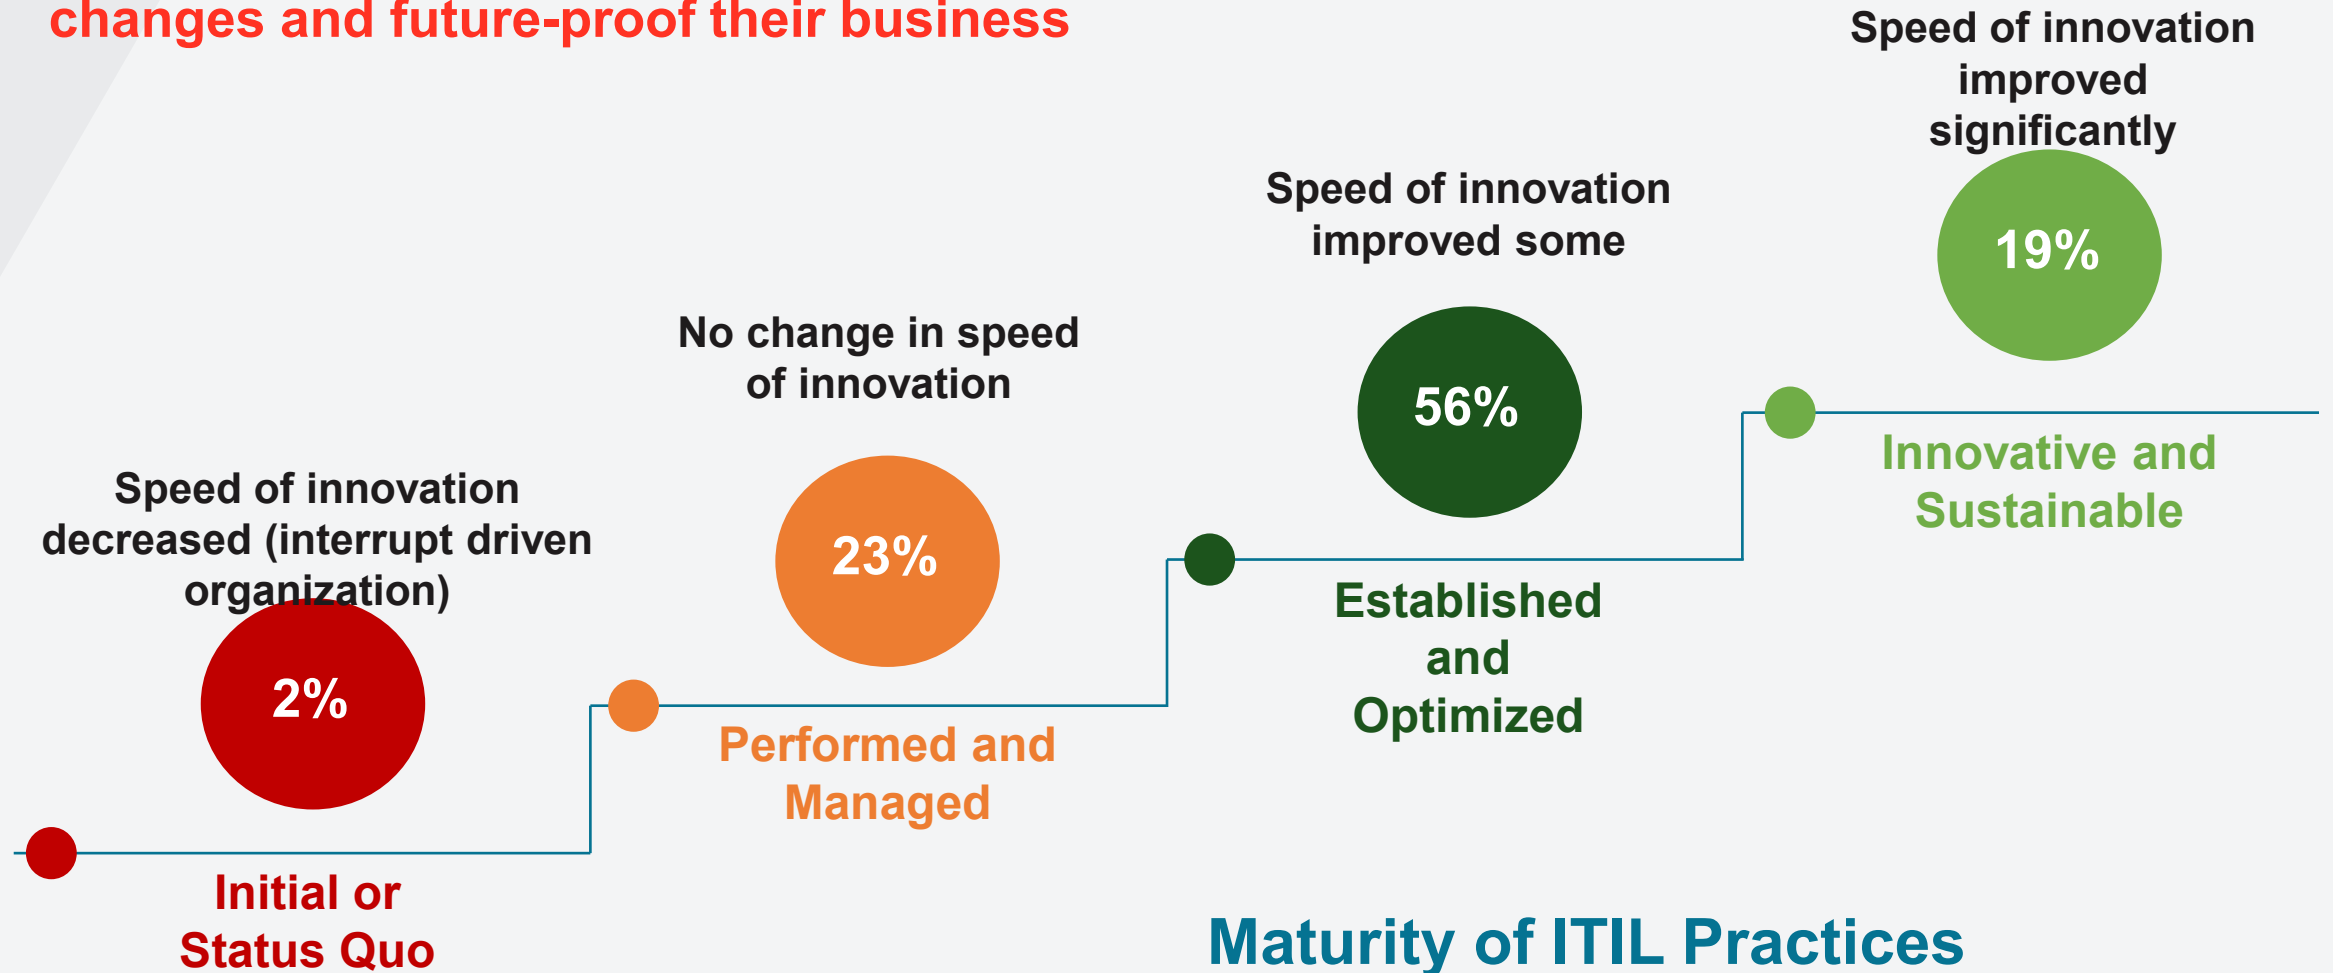 changes and future-proof their business
Speed of innovation
decreased (interrupt driven
organization)
2%
Initial or
Status Quo
No change in speed
of innovation
23%
Performed and
Managed
Speed of innovation
improved some
56%
Established
and
Optimized
Speed of innovation
improved
significantly
19%
Innovative and
Sustainable
Maturity of ITIL Practices